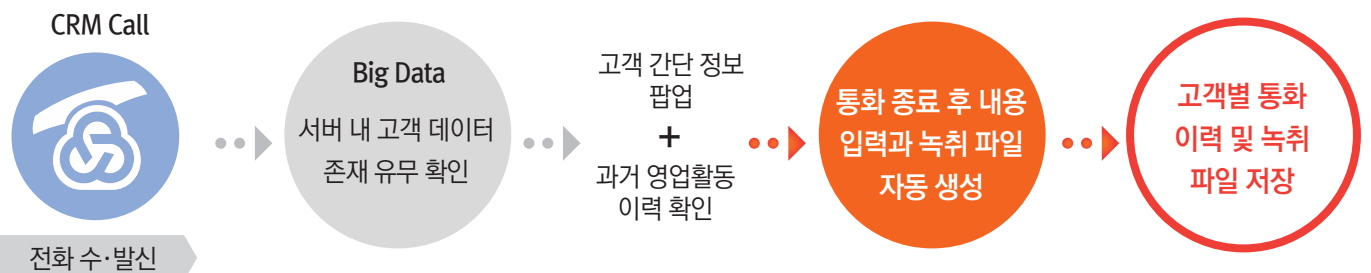 CRM Call
전화 수·발신
Big Data
서버 내 고객 데이터
존재 유무 확인
고객 간단 정보
팝업
+
과거 영업활동
이력 확인
통화 종료 후 내용
입력과 녹취 파일
자동 생성
고객별 통화
이력 및 녹취
파일 저장